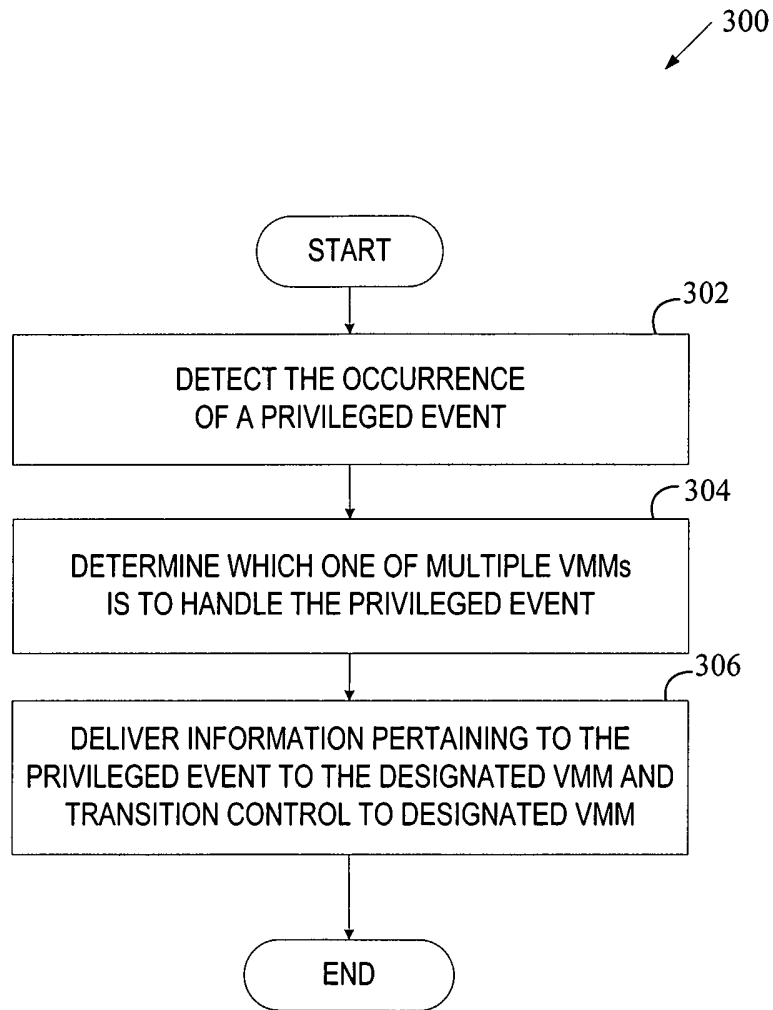 300
START
302
DETECT THE OCCURRENCE
OF A PRIVILEGED EVENT
304
DETERMINE WHICH ONE OF MULTIPLE VMMs
IS TO HANDLE THE PRIVILEGED EVENT
306
DELIVER INFORMATION PERTAINING TO THE
PRIVILEGED EVENT TO THE DESIGNATED VMM AND
TRANSITION CONTROL TO DESIGNATED VMM
END